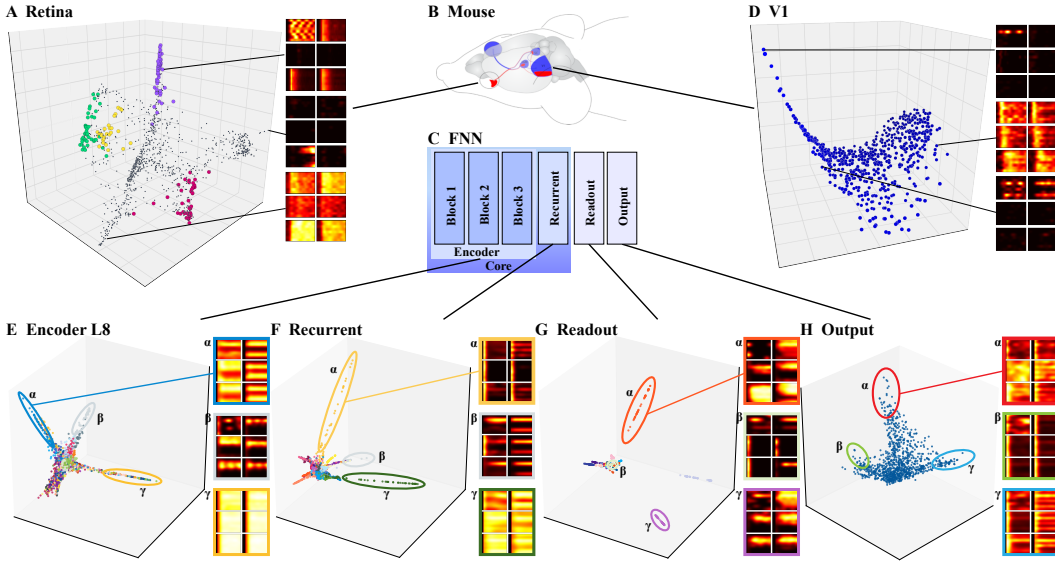 A Retina
B Mouse
D V1
C FNN
Block 1
Block 2
Block 3
Recurrent
Readout
Output
Encoder
Core
E Encoder L8
F Recurrent
G Readout
H Output
α
β
γ
α
β
γ
α
β
γ
α
β
γ
α
β
γ
α
β
γ
α
β
γ
β
γ